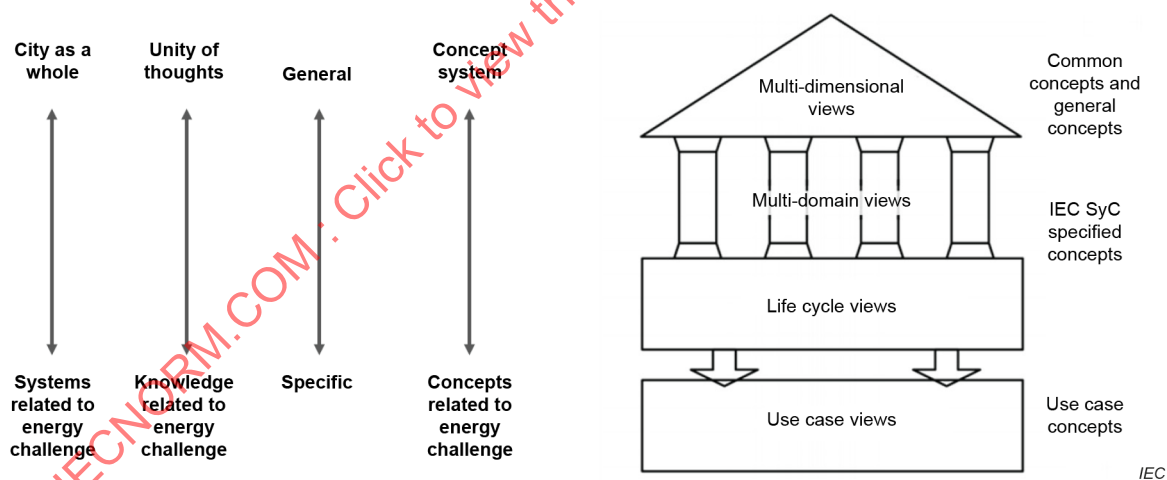 City as a
whole
Unity of
thoughts
General
Concept
system
Systems
related to
energy
challenge
Knowledge
related to
energy
challenge
Specific
Concepts
related to
energy
challenge
IECNORM.COM : Click to view th
Multi-dimensional
views
Common
concepts and
general
concepts
Multi-domain views
IEC SyC
specified
concepts
Life cycle views
Use case views
Use case
concepts
IEC